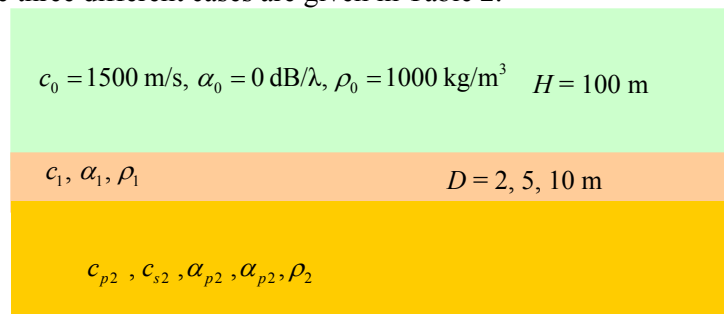 e three different cases are given in Table 2.
c₀ = 1500 m/s, α₀ = 0 dB/λ, ρ₀ = 1000 kg/m³ H = 100 m
c₁, α₁, ρ₁ D = 2, 5, 10 m
cₚ₂ , cₛ₂ ,αₚ₂ ,αₚ₂,ρ₂